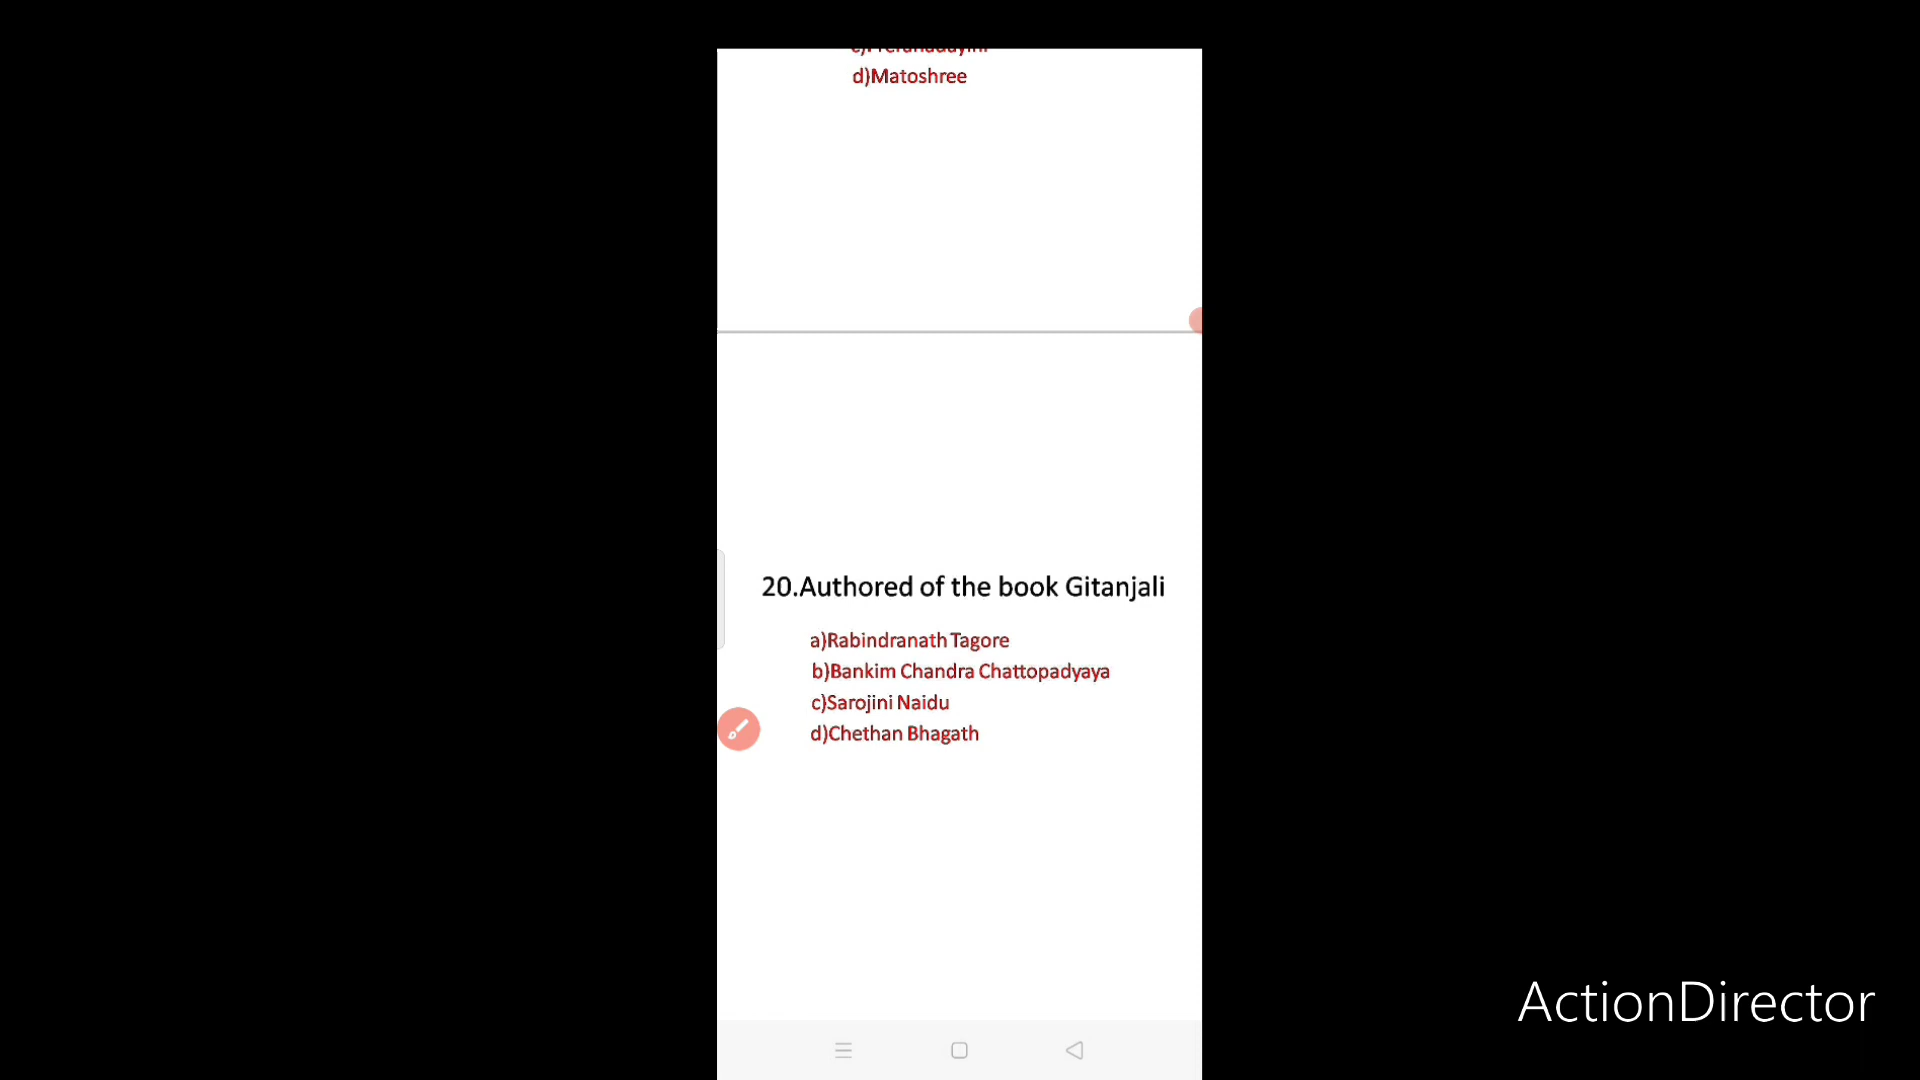 d)Matoshree
20.Authored of the book Gitanjali
a)Rabindranath Tagore
b)Bankim Chandra Chattopadyaya
c)Sarojini Naidu
d)Chethan Bhagath
ActionDirector